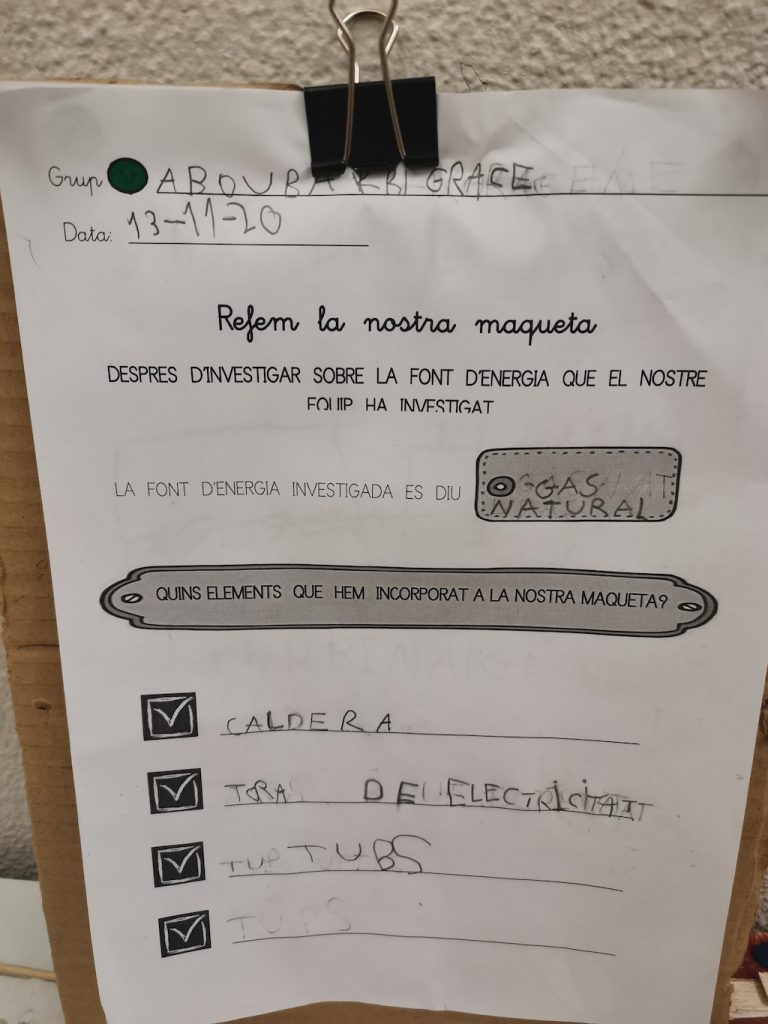 Grup ABOUBAKRI GRACE
Data: 13-11-20
Refem la nostra maqueta
DESPRES D'INVESTIGAR SOBRE LA FONT D'ENERGIA QUE EL NOSTRE
EQUIP HA INVESTIGAT
LA FONT D'ENERGIA INVESTIGADA ES DIU GAS
NATURAL
QUINS ELEMENTS QUE HEM INCORPORAT A LA NOSTRA MAQUETA?
CALDERA
TORA DE ELECTRICITAT
TUBS
TUPS